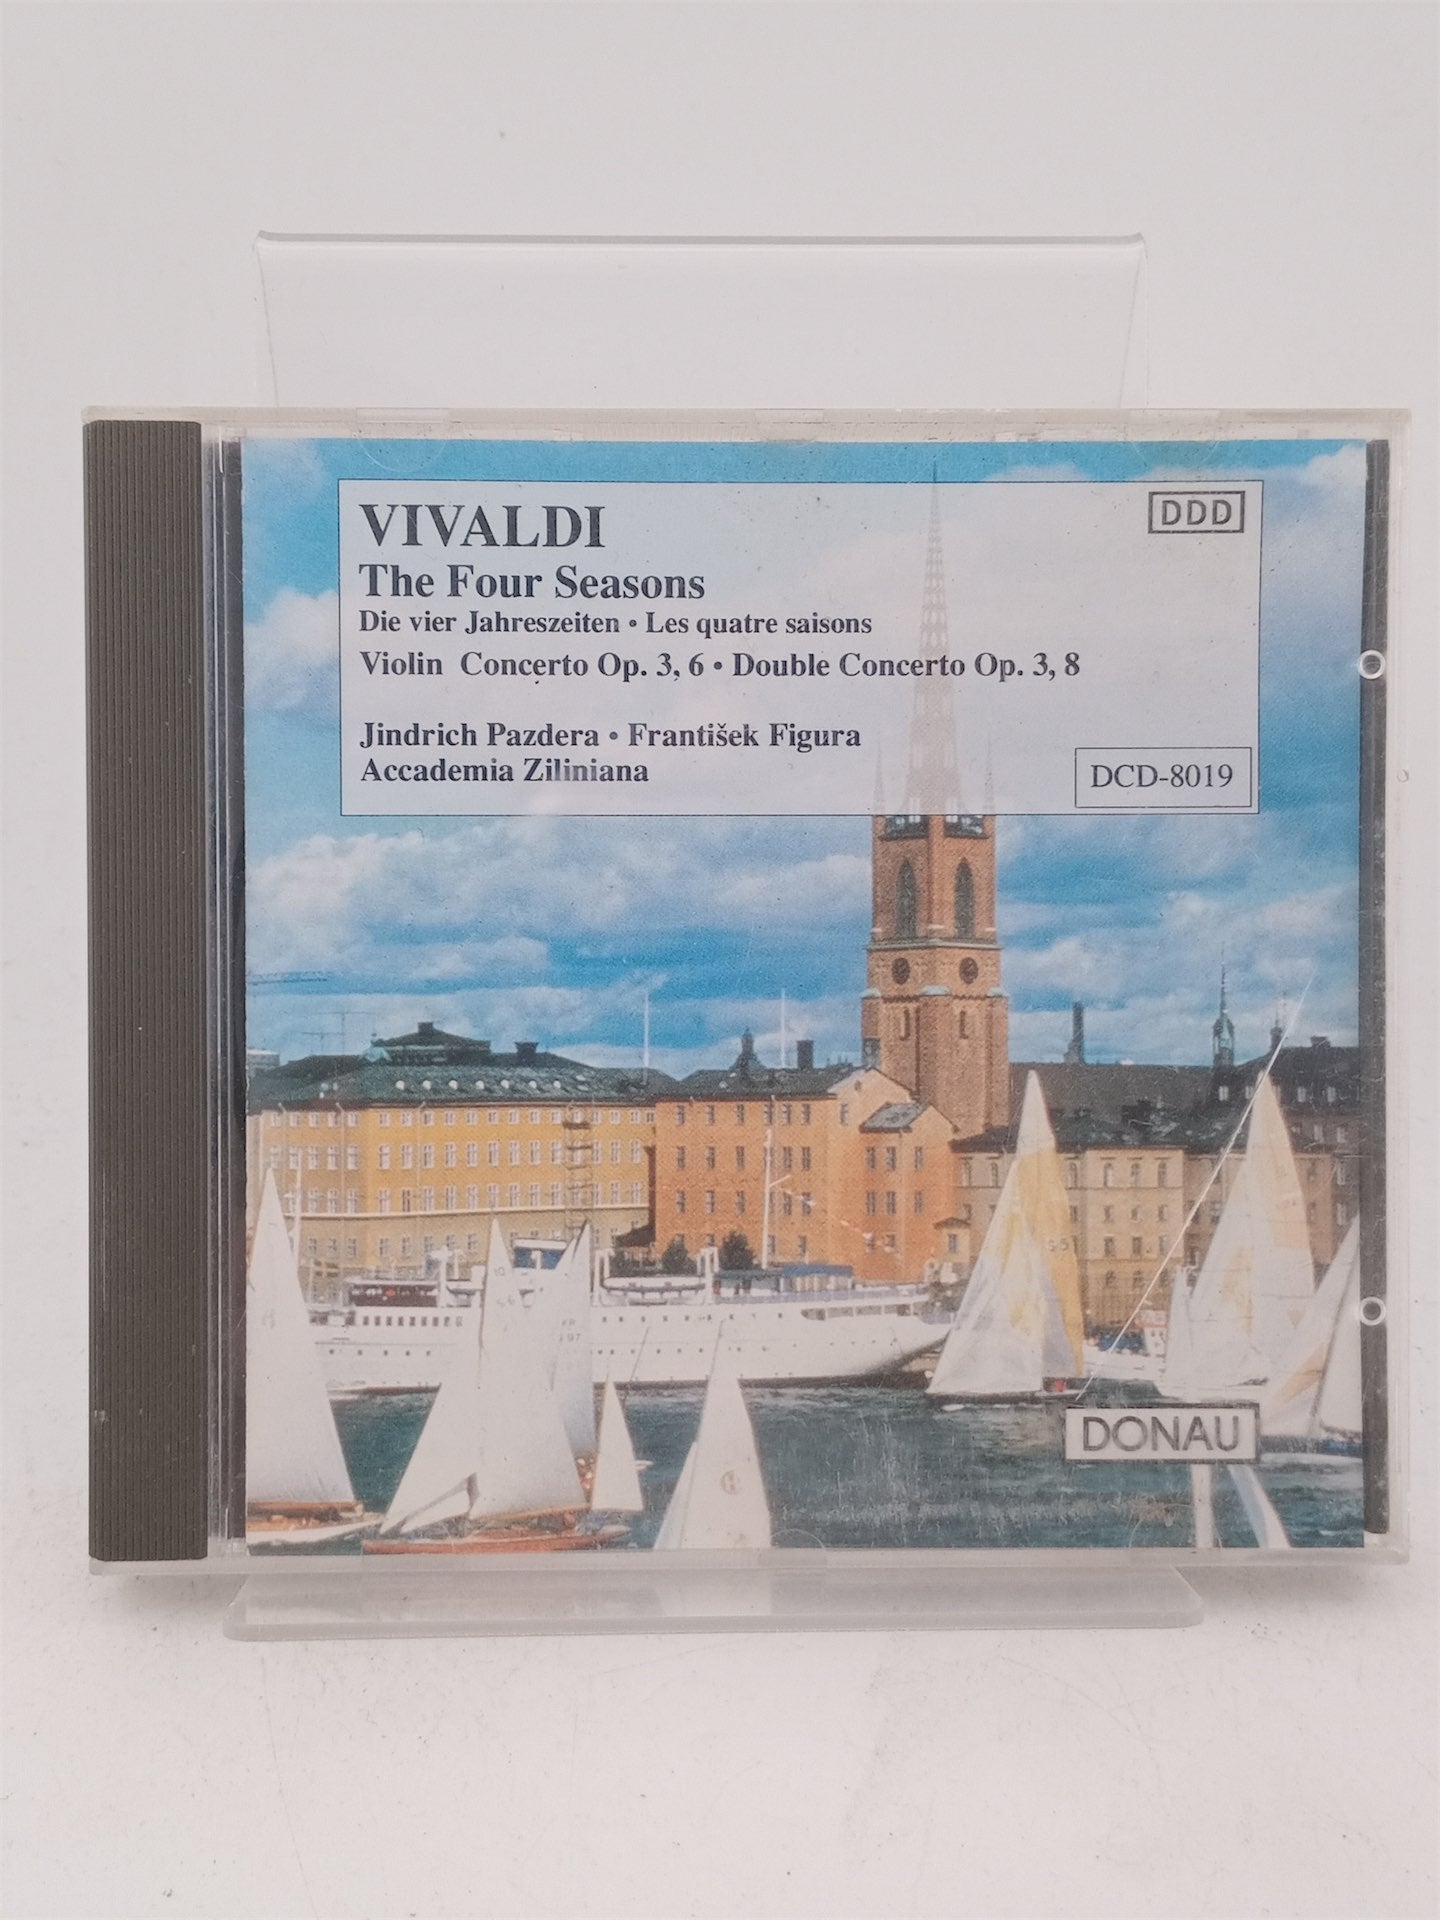 VIVALDI
DDD
The Four Seasons
Die vier Jahreszeiten • Les quatre saisons
Violin Concerto Op. 3, 6 • Double Concerto Op. 3, 8
Jindrich Pazdera • František Figura
Accademia Ziliniana
DCD-8019
DONAU